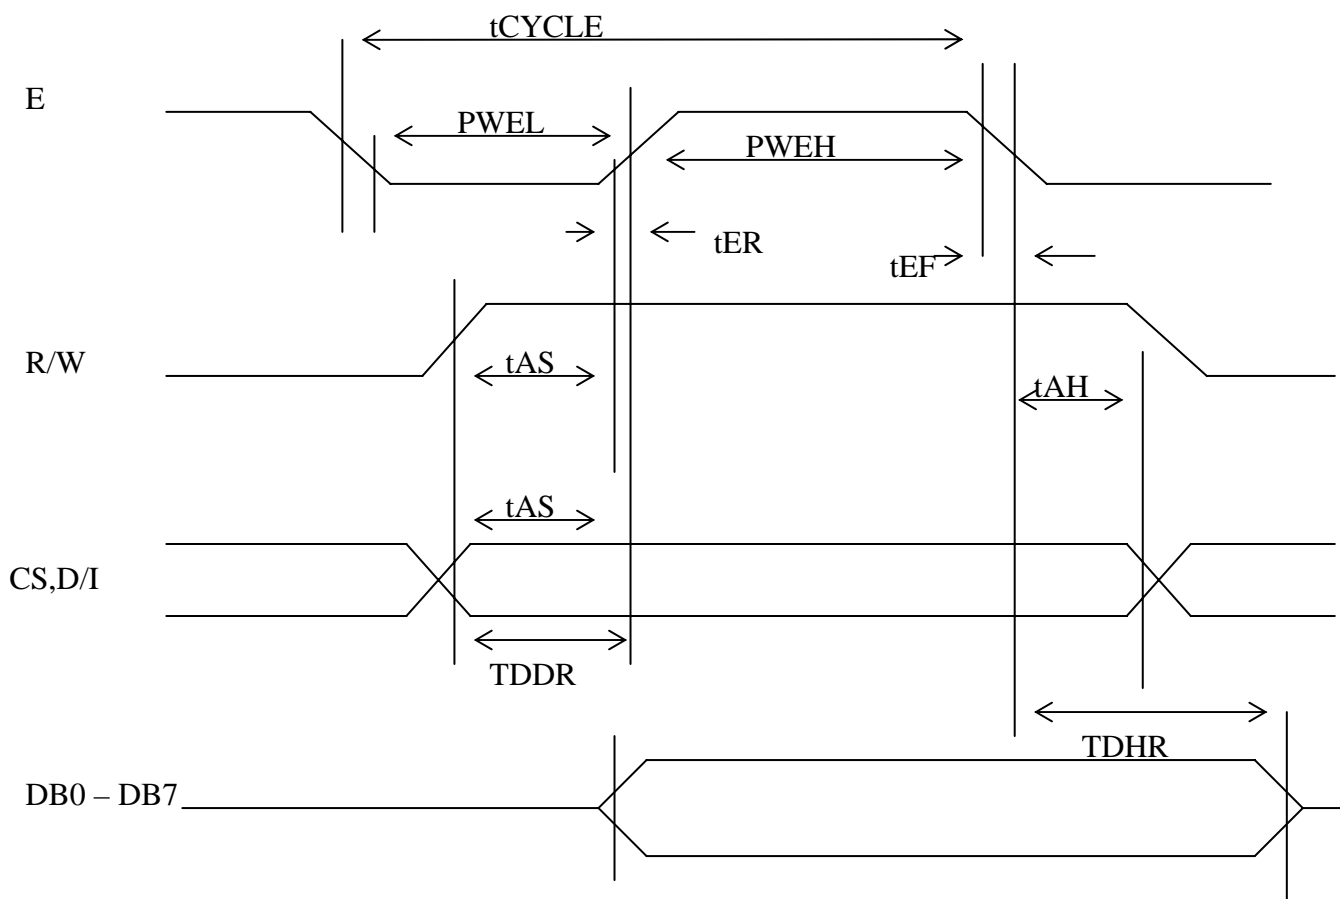 tCYCLE
E
PWEL
PWEH
tER
tEF
R/W
tAS
tAH
tAS
CS,D/I
TDDR
TDHR
DB0 – DB7